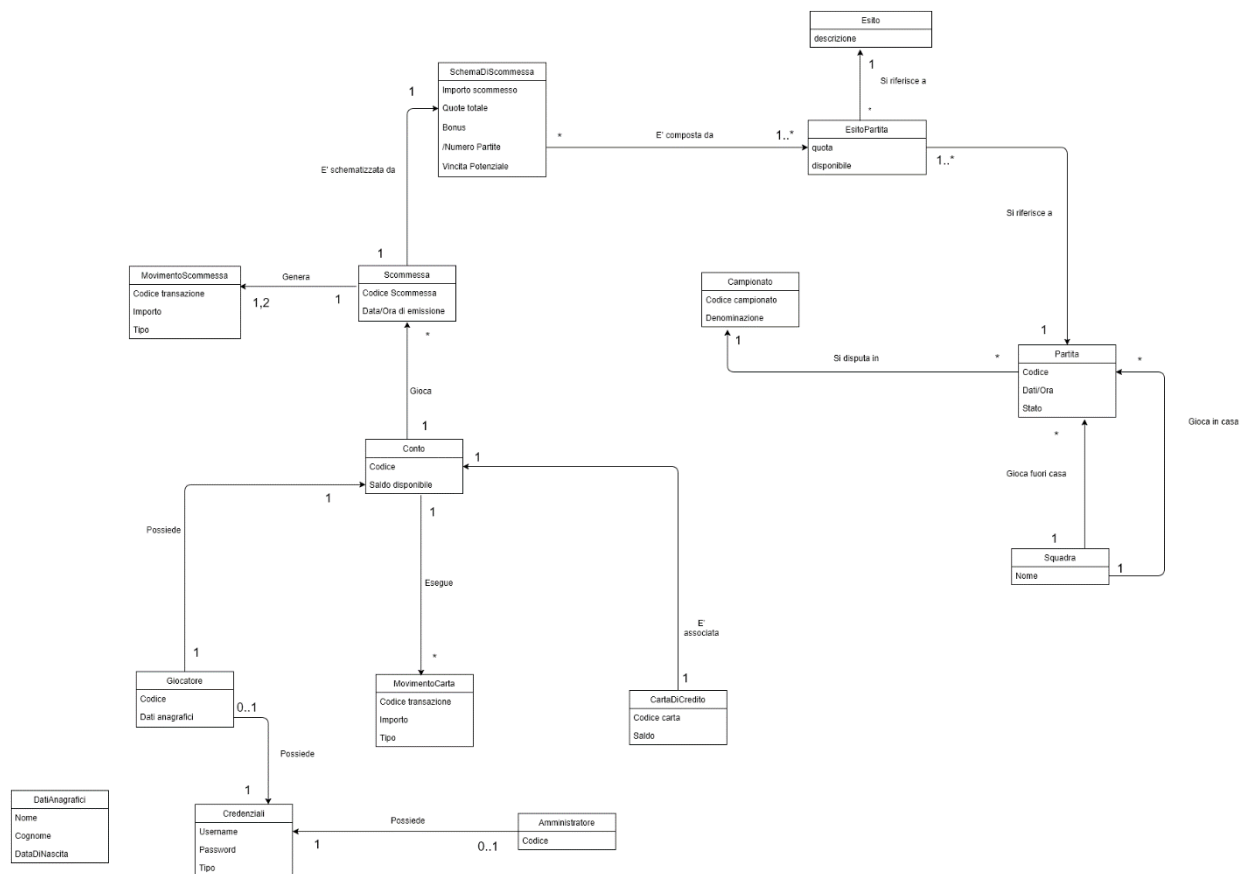 Esito
descrizione
1
Si riferisce a
*
SchemaDiScommessa
Importo scommesso
Quote totale
Bonus
/Numero Partite
Vincita Potenziale
1
*
E' composta da
1..*
EsitoPartita
quota
disponibile
1..*
E' schematizzata da
Si riferisce a
1
MovimentoScommessa
Codice transazione
Importo
Tipo
Genera
1,2
1
Scommessa
Codice Scommessa
Data/Ora di emissione
*
Campionato
Codice campionato
Denominazione
1
Si disputa in
*
1
Partita
Codice
Dati/Ora
Stato
*
*
Gioca in casa
Gioca
1
Conto
Codice
Saldo disponibile
1
1
1
Gioca fuori casa
1
Squadra
Nome
1
Possiede
Esegue
E'
associata
1
*
1
Giocatore
Codice
Dati anagrafici
0..1
MovimentoCarta
Codice transazione
Importo
Tipo
CartaDiCredito
Codice carta
Saldo
Possiede
1
DatiAnagrafici
Nome
Cognome
DataDiNascita
Credenziali
Username
Password
Tipo
1
Possiede
0..1
Amministratore
Codice